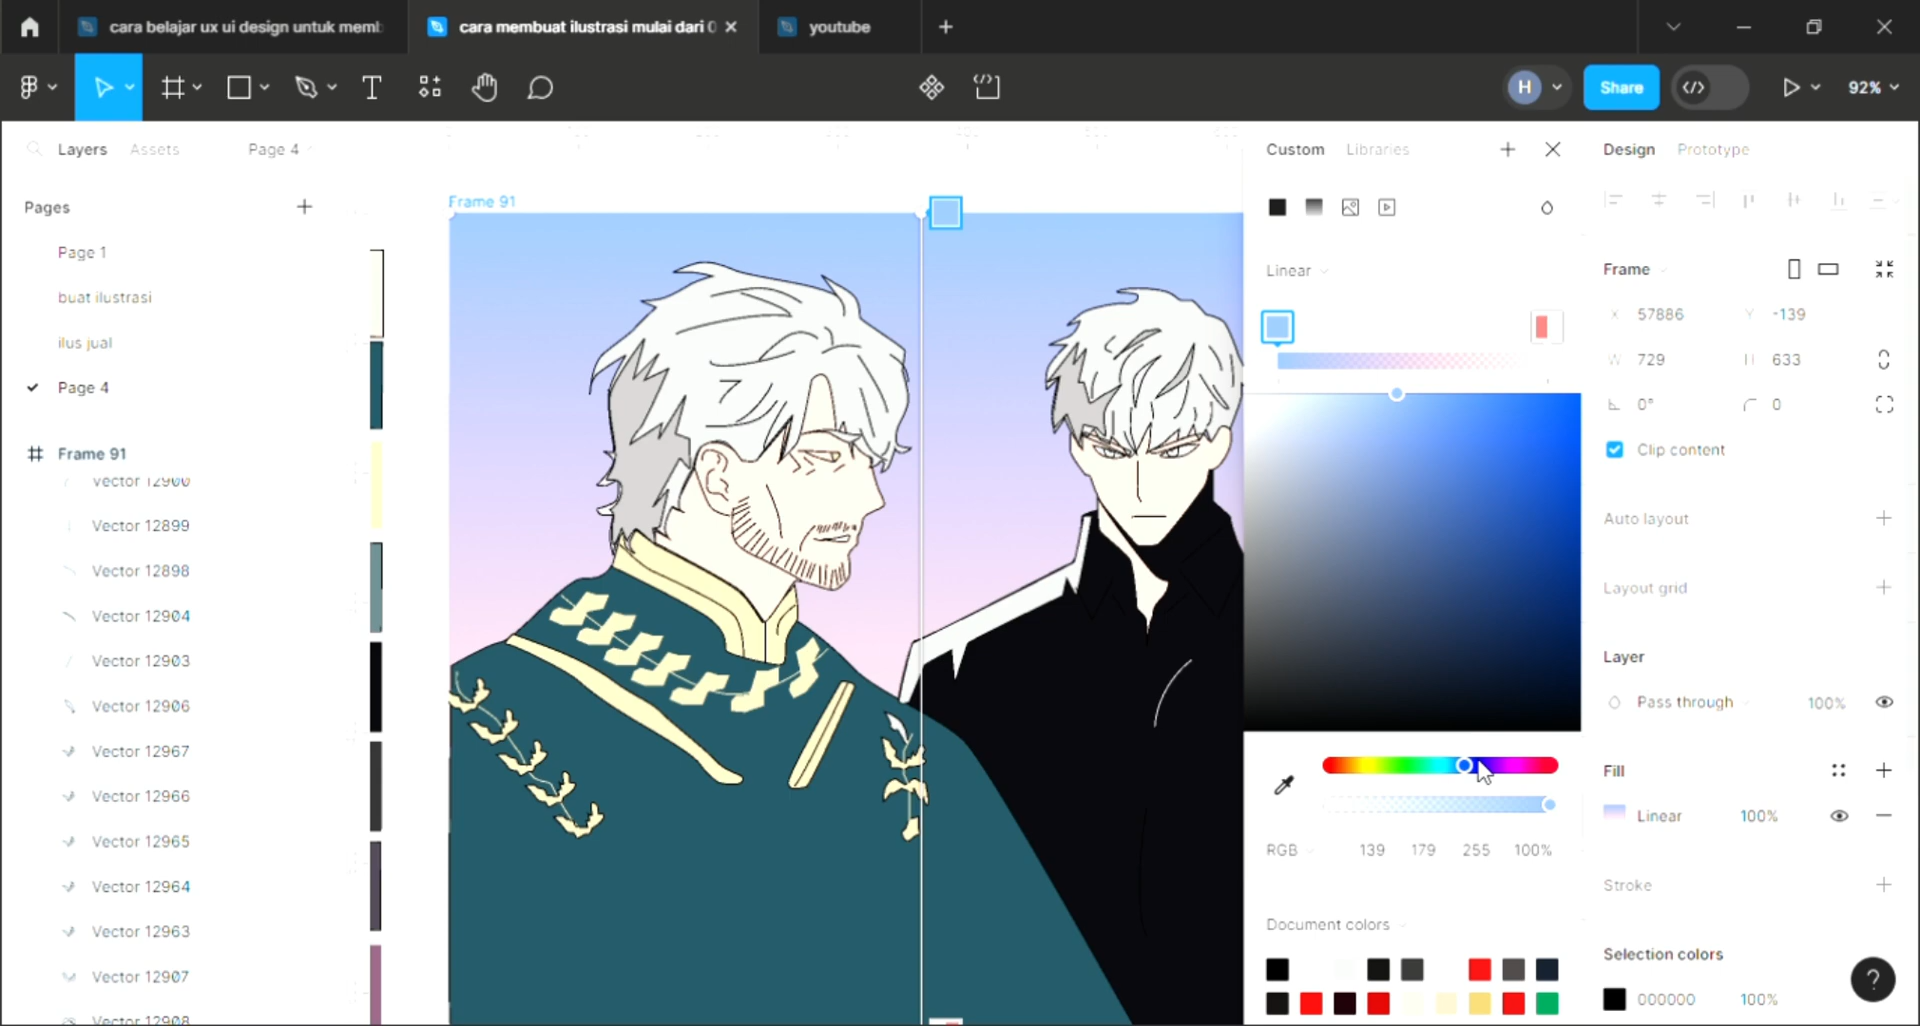 cara belajar ux ui design untuk memb
cara membuat ilustrasi mulai dari 0
youtube
H
Share
92%
Layers
Assets
Page 4
Pages
Page 1
buat ilustrasi
ilus jual
Page 4
Frame 91
Vector 12900
Vector 12899
Vector 12898
Vector 12904
Vector 12903
Vector 12906
Vector 12967
Vector 12966
Vector 12965
Vector 12964
Vector 12963
Vector 12907
Vector 12908
Frame 91
Custom
Libraries
Linear
RGB 139 179 255 100%
Document colors
Design
Prototype
Frame
X 57886 Y -139
W 729 H 633
0° 0
Clip content
Auto layout
Layout grid
Layer
Pass through 100%
Fill
Linear 100%
Stroke
Selection colors
000000 100%
?